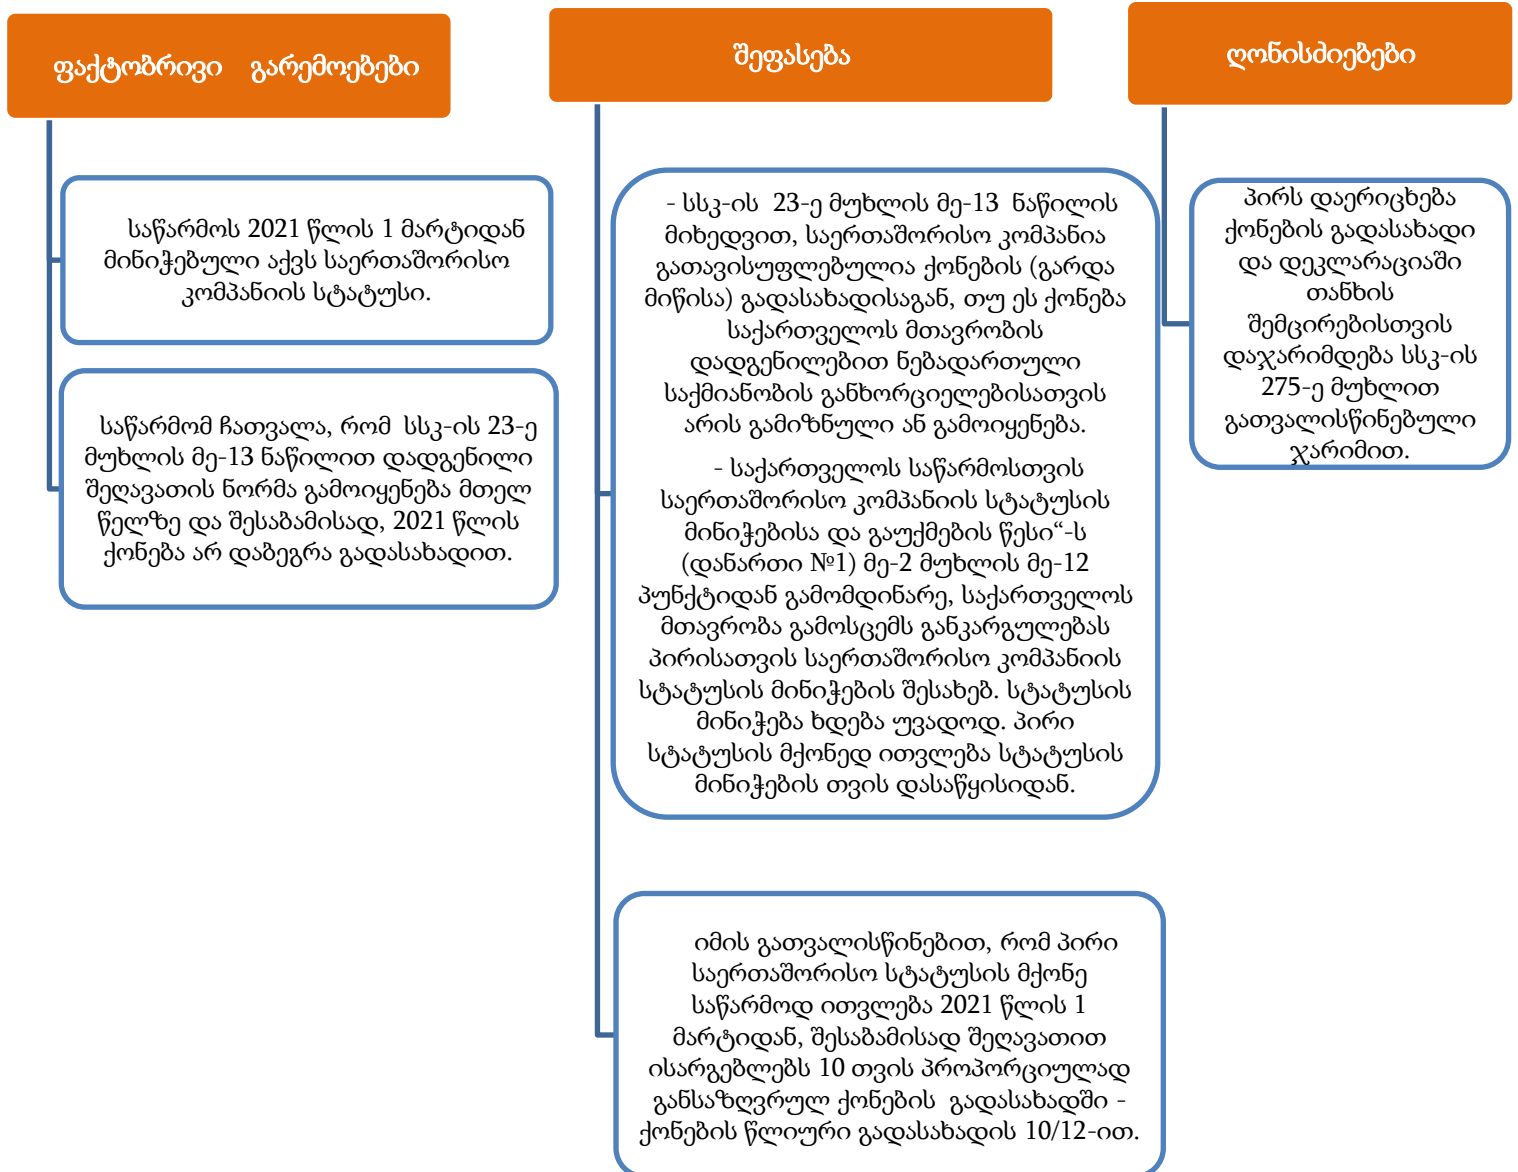 ფაქტობრივი გარემოებები
საწარმოს 2021 წლის 1 მარტიდან
მინიჭებული აქვს საერთაშორისო
კომპანიის სტატუსი.
საწარმომ ჩათვალა, რომ სსკ-ის 23-ე
მუხლის მე-13 ნაწილით დადგენილი
შეღავათის ნორმა გამოიყენება მთელ
წელზე და შესაბამისად, 2021 წლის
ქონება არ დაბეგრა გადასახადით.
შეფასება
- სსკ-ის 23-ე მუხლის მე-13 ნაწილის
მიხედვით, საერთაშორისო კომპანია
გათავისუფლებულია ქონების (გარდა
მიწისა) გადასახადისაგან, თუ ეს ქონება
საქართველოს მთავრობის
დადგენილებით ნებადართული
საქმიანობის განხორციელებისათვის
არის გამიზნული ან გამოიყენება.
- საქართველოს საწარმოსთვის
საერთაშორისო კომპანიის სტატუსის
მინიჭებისა და გაუქმების წესი“-ს
(დანართი №1) მე-2 მუხლის მე-12
პუნქტიდან გამომდინარე, საქართველოს
მთავრობა გამოსცემს განკარგულებას
პირისათვის საერთაშორისო კომპანიის
სტატუსის მინიჭების შესახებ. სტატუსის
მინიჭება ხდება უვადოდ. პირი
სტატუსის მქონედ ითვლება სტატუსის
მინიჭების თვის დასაწყისიდან.
იმის გათვალისწინებით, რომ პირი
საერთაშორისო სტატუსის მქონე
საწარმოდ ითვლება 2021 წლის 1
მარტიდან, შესაბამისად შეღავათით
ისარგებლებს 10 თვის პროპორციულად
განსაზღვრულ ქონების გადასახადში -
ქონების წლიური გადასახადის 10/12-ით.
ღონისძიებები
პირს დაერიცხება
ქონების გადასახადი
და დეკლარაციაში
თანხის
შემცირებისთვის
დაჯარიმდება სსკ-ის
275-ე მუხლით
გათვალისწინებული
ჯარიმით.